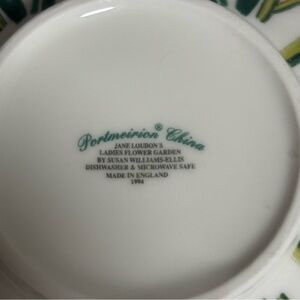 Portmeirion® China
JANE LOUDON'S
LADIES FLOWER GARDEN
BY SUSAN WILLIAMS-ELLIS
DISHWASHER & MICROWAVE SAFE
MADE IN ENGLAND
1994